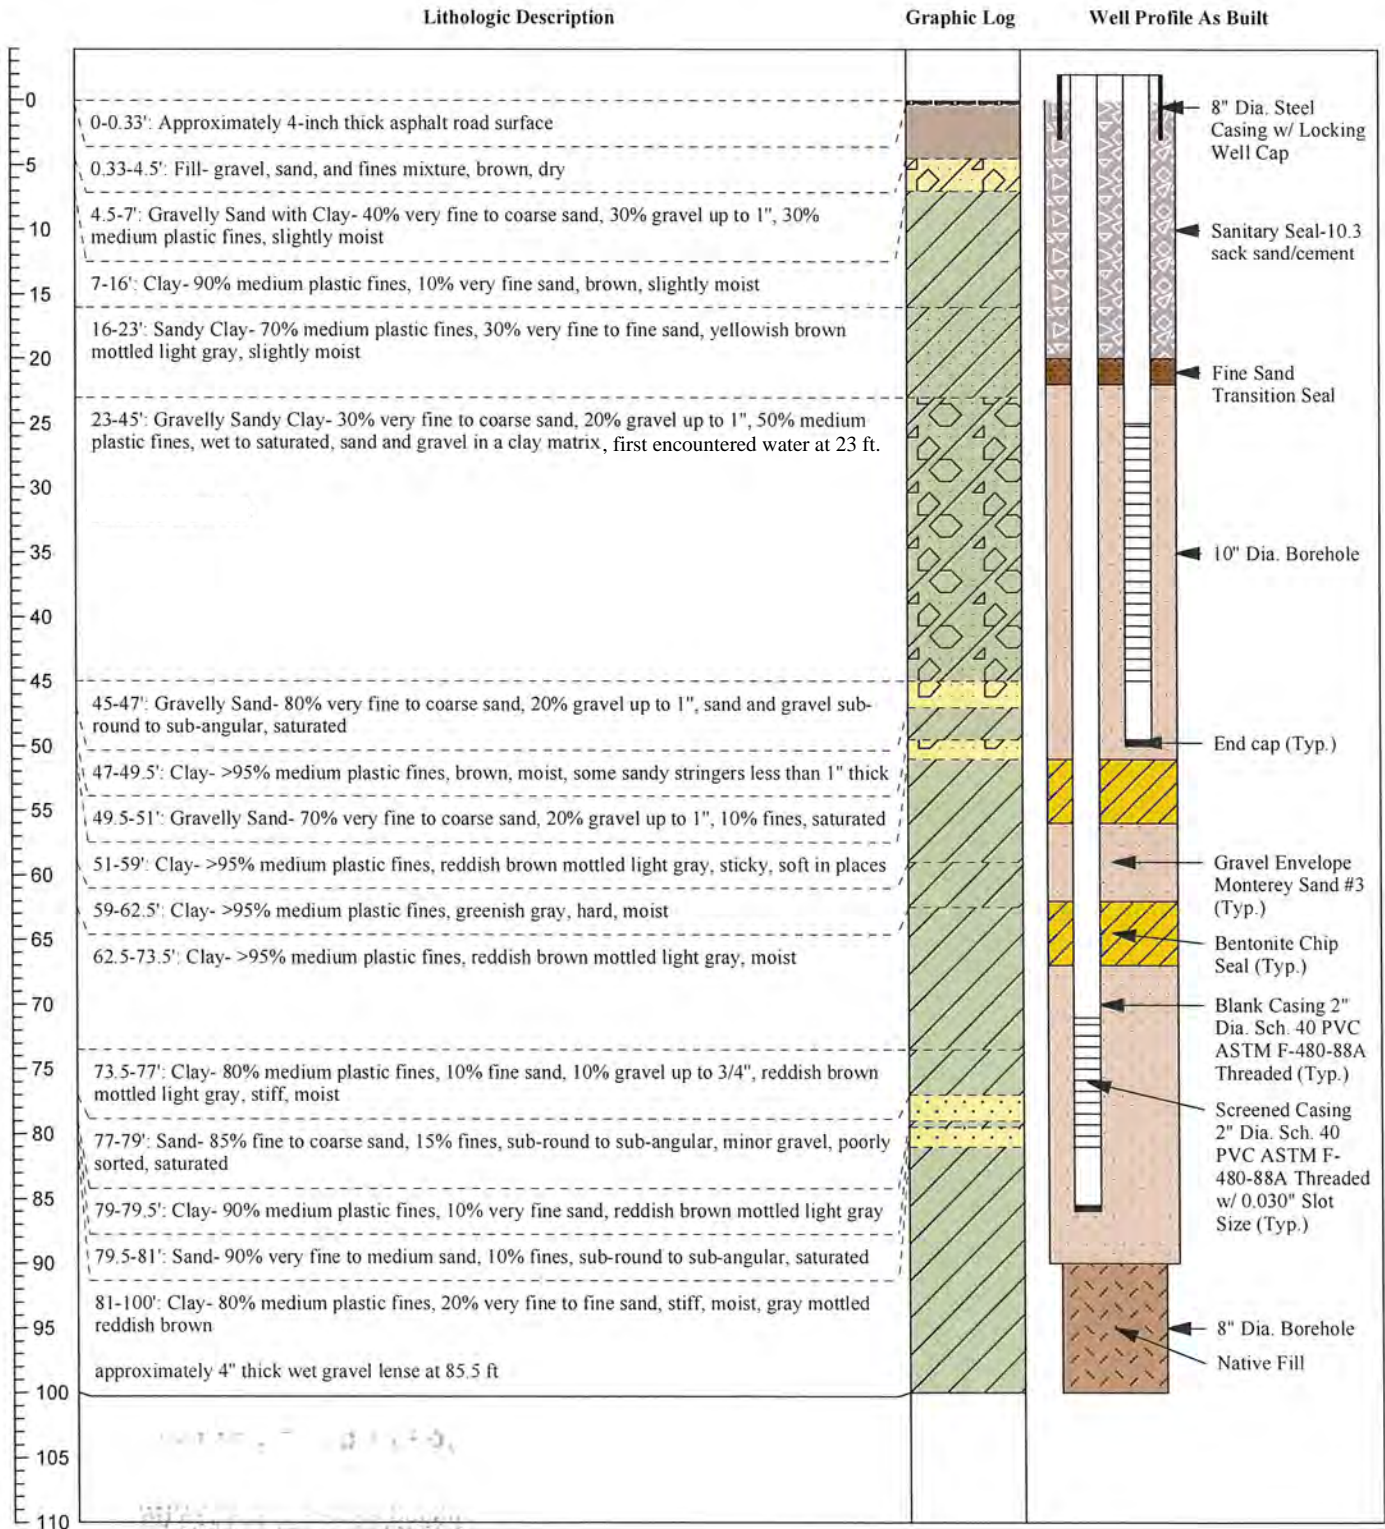 Lithologic Description
Graphic Log
Well Profile As Built
0
5
10
15
20
25
30
35
40
45
50
55
60
65
70
75
80
85
90
95
100
105
110
0-0.33': Approximately 4-inch thick asphalt road surface
0.33-4.5': Fill- gravel, sand, and fines mixture, brown, dry
4.5-7': Gravelly Sand with Clay- 40% very fine to coarse sand, 30% gravel up to 1", 30%
medium plastic fines, slightly moist
7-16': Clay- 90% medium plastic fines, 10% very fine sand, brown, slightly moist
16-23': Sandy Clay- 70% medium plastic fines, 30% very fine to fine sand, yellowish brown
mottled light gray, slightly moist
23-45': Gravelly Sandy Clay- 30% very fine to coarse sand, 20% gravel up to 1", 50% medium
plastic fines, wet to saturated, sand and gravel in a clay matrix, first encountered water at 23 ft.
45-47': Gravelly Sand- 80% very fine to coarse sand, 20% gravel up to 1", sand and gravel sub-
round to sub-angular, saturated
47-49.5': Clay- >95% medium plastic fines, brown, moist, some sandy stringers less than 1" thick
49.5-51': Gravelly Sand- 70% very fine to coarse sand, 20% gravel up to 1", 10% fines, saturated
51-59': Clay- >95% medium plastic fines, reddish brown mottled light gray, sticky, soft in places
59-62.5': Clay- >95% medium plastic fines, greenish gray, hard, moist
62.5-73.5': Clay- >95% medium plastic fines, reddish brown mottled light gray, moist
73.5-77': Clay- 80% medium plastic fines, 10% fine sand, 10% gravel up to 3/4", reddish brown
mottled light gray, stiff, moist
77-79': Sand- 85% fine to coarse sand, 15% fines, sub-round to sub-angular, minor gravel, poorly
sorted, saturated
79-79.5': Clay- 90% medium plastic fines, 10% very fine sand, reddish brown mottled light gray
79.5-81': Sand- 90% very fine to medium sand, 10% fines, sub-round to sub-angular, saturated
81-100': Clay- 80% medium plastic fines, 20% very fine to fine sand, stiff, moist, gray mottled
reddish brown
approximately 4" thick wet gravel lense at 85.5 ft
8" Dia. Steel
Casing w/ Locking
Well Cap
Sanitary Seal-10.3
sack sand/cement
Fine Sand
Transition Seal
10" Dia. Borehole
End cap (Typ.)
Gravel Envelope
Monterey Sand #3
(Typ.)
Bentonite Chip
Seal (Typ.)
Blank Casing 2"
Dia. Sch. 40 PVC
ASTM F-480-88A
Threaded (Typ.)
Screened Casing
2" Dia. Sch. 40
PVC ASTM F-
480-88A Threaded
w/ 0.030" Slot
Size (Typ.)
8" Dia. Borehole
Native Fill